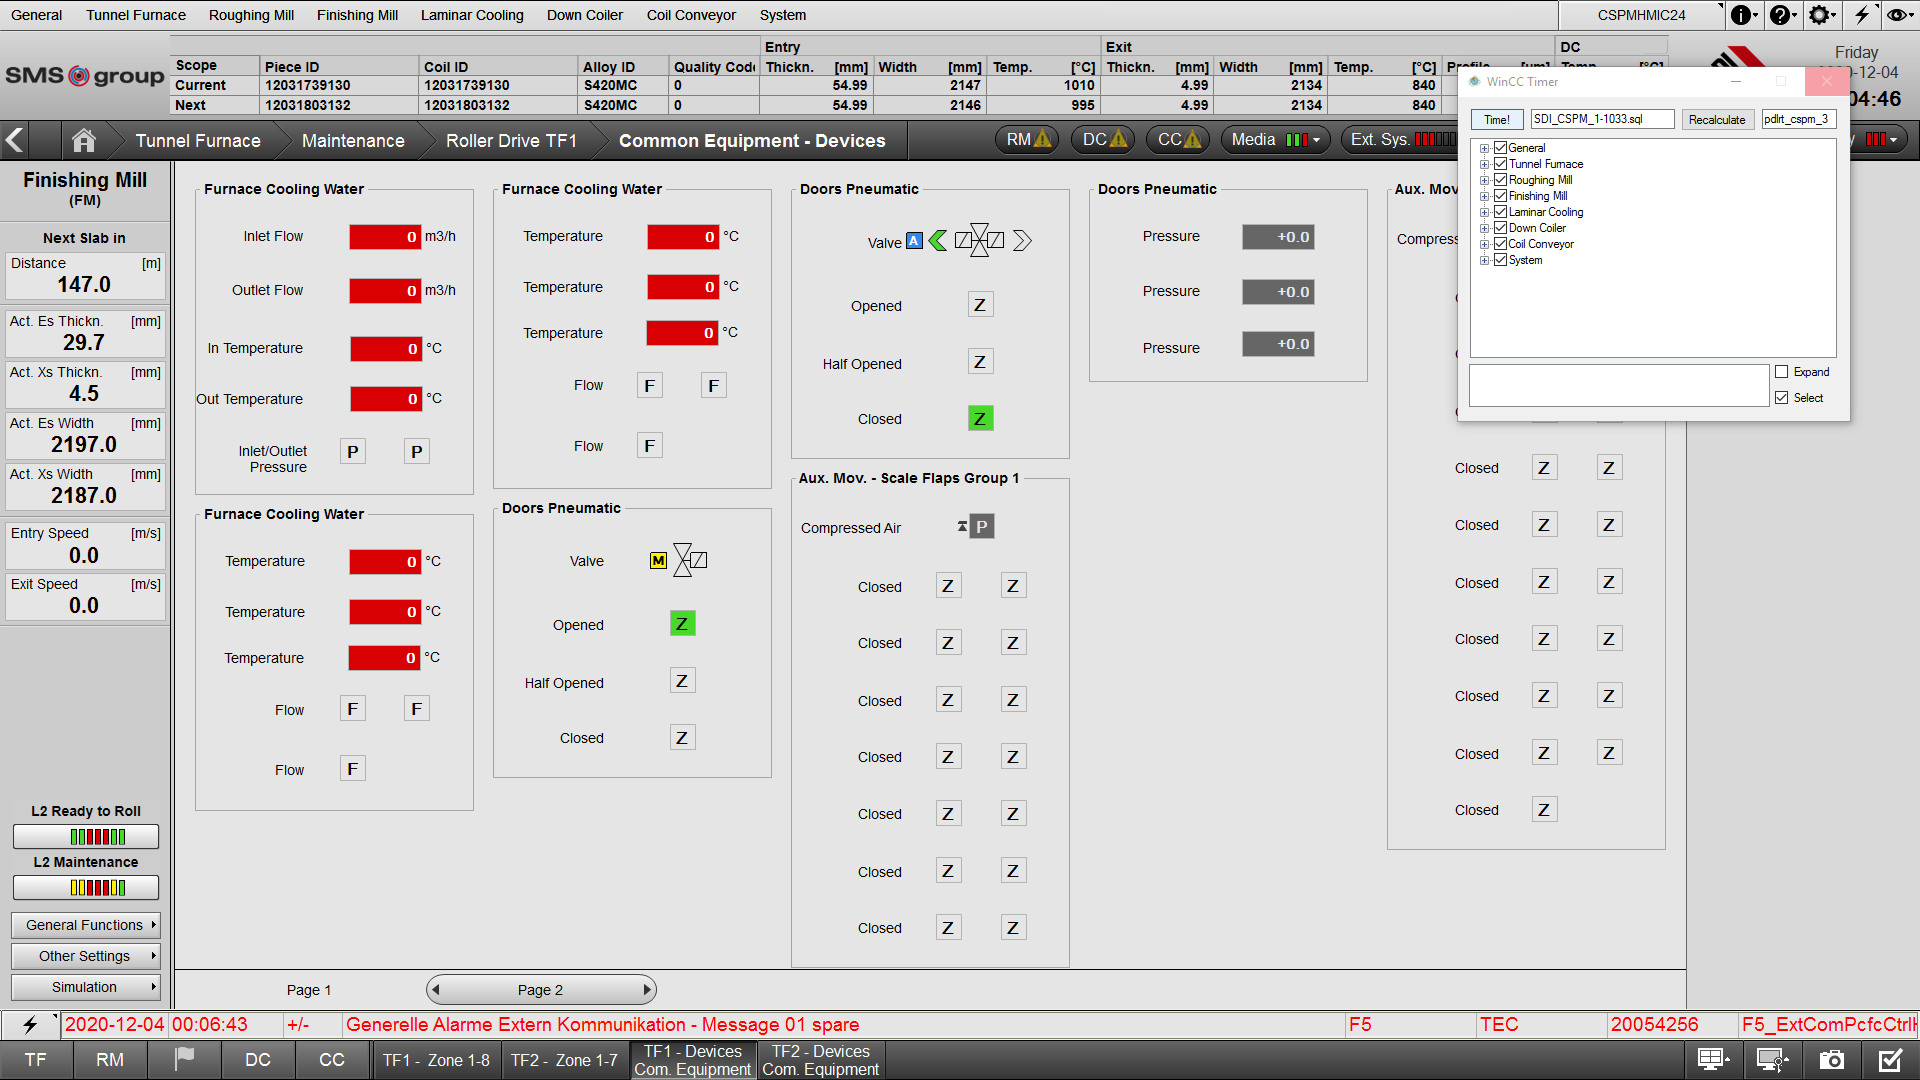 General Tunnel Furnace Roughing Mill Finishing Mill Laminar Cooling Down Coiler Coil Conveyor System CSPMHMIC24
SMS group
Entry Exit DC
Scope Piece ID Coil ID Alloy ID Quality Code Thickn. [mm] Width [mm] Temp. [°C] Thickn. [mm] Width [mm] Temp. [°C]
Current 12031739130 12031739130 S420MC 0 54.99 2147 1010 4.99 2134 840
Next 12031803132 12031803132 S420MC 0 54.99 2146 995 4.99 2134 840
Friday
-12-04
04:46
Tunnel Furnace Maintenance Roller Drive TF1 Common Equipment - Devices RM DC CC Media Ext. Sys.
WinCC Timer
Time! SDI_CSPM_1-1033.sql Recalculate pdlrt_cspm_3
General
Tunnel Furnace
Roughing Mill
Finishing Mill
Laminar Cooling
Down Coiler
Coil Conveyor
System
Expand
Select
Finishing Mill
(FM)
Next Slab in
Distance [m]
147.0
Act. Es Thickn. [mm]
29.7
Act. Xs Thickn. [mm]
4.5
Act. Es Width [mm]
2197.0
Act. Xs Width [mm]
2187.0
Entry Speed [m/s]
0.0
Exit Speed [m/s]
0.0
L2 Ready to Roll
L2 Maintenance
General Functions
Other Settings
Simulation
Furnace Cooling Water
Inlet Flow 0 m3/h
Outlet Flow 0 m3/h
In Temperature 0 °C
Out Temperature 0 °C
Inlet/Outlet
Pressure P P
Furnace Cooling Water
Temperature 0 °C
Temperature 0 °C
Temperature 0 °C
Flow F F
Flow F
Furnace Cooling Water
Temperature 0 °C
Temperature 0 °C
Temperature 0 °C
Flow F F
Flow F
Doors Pneumatic
Valve M
Opened Z
Half Opened Z
Closed Z
Doors Pneumatic
Valve A
Opened Z
Half Opened Z
Closed Z
Aux. Mov. - Scale Flaps Group 1
Compressed Air P
Closed Z Z
Closed Z Z
Closed Z Z
Closed Z Z
Closed Z Z
Closed Z Z
Closed Z Z
Doors Pneumatic
Pressure +0.0
Pressure +0.0
Pressure +0.0
Aux. Mov
Compress
Closed Z Z
Closed Z Z
Closed Z Z
Closed Z Z
Closed Z Z
Closed Z Z
Closed Z
Page 1 Page 2
2020-12-04 00:06:43 +/- Generelle Alarme Extern Kommunikation - Message 01 spare F5 TEC 20054256 F5_ExtComPcfcCtrl
TF RM DC CC TF1 - Zone 1-8 TF2 - Zone 1-7
TF1 - Devices
Com. Equipment
TF2 - Devices
Com. Equipment